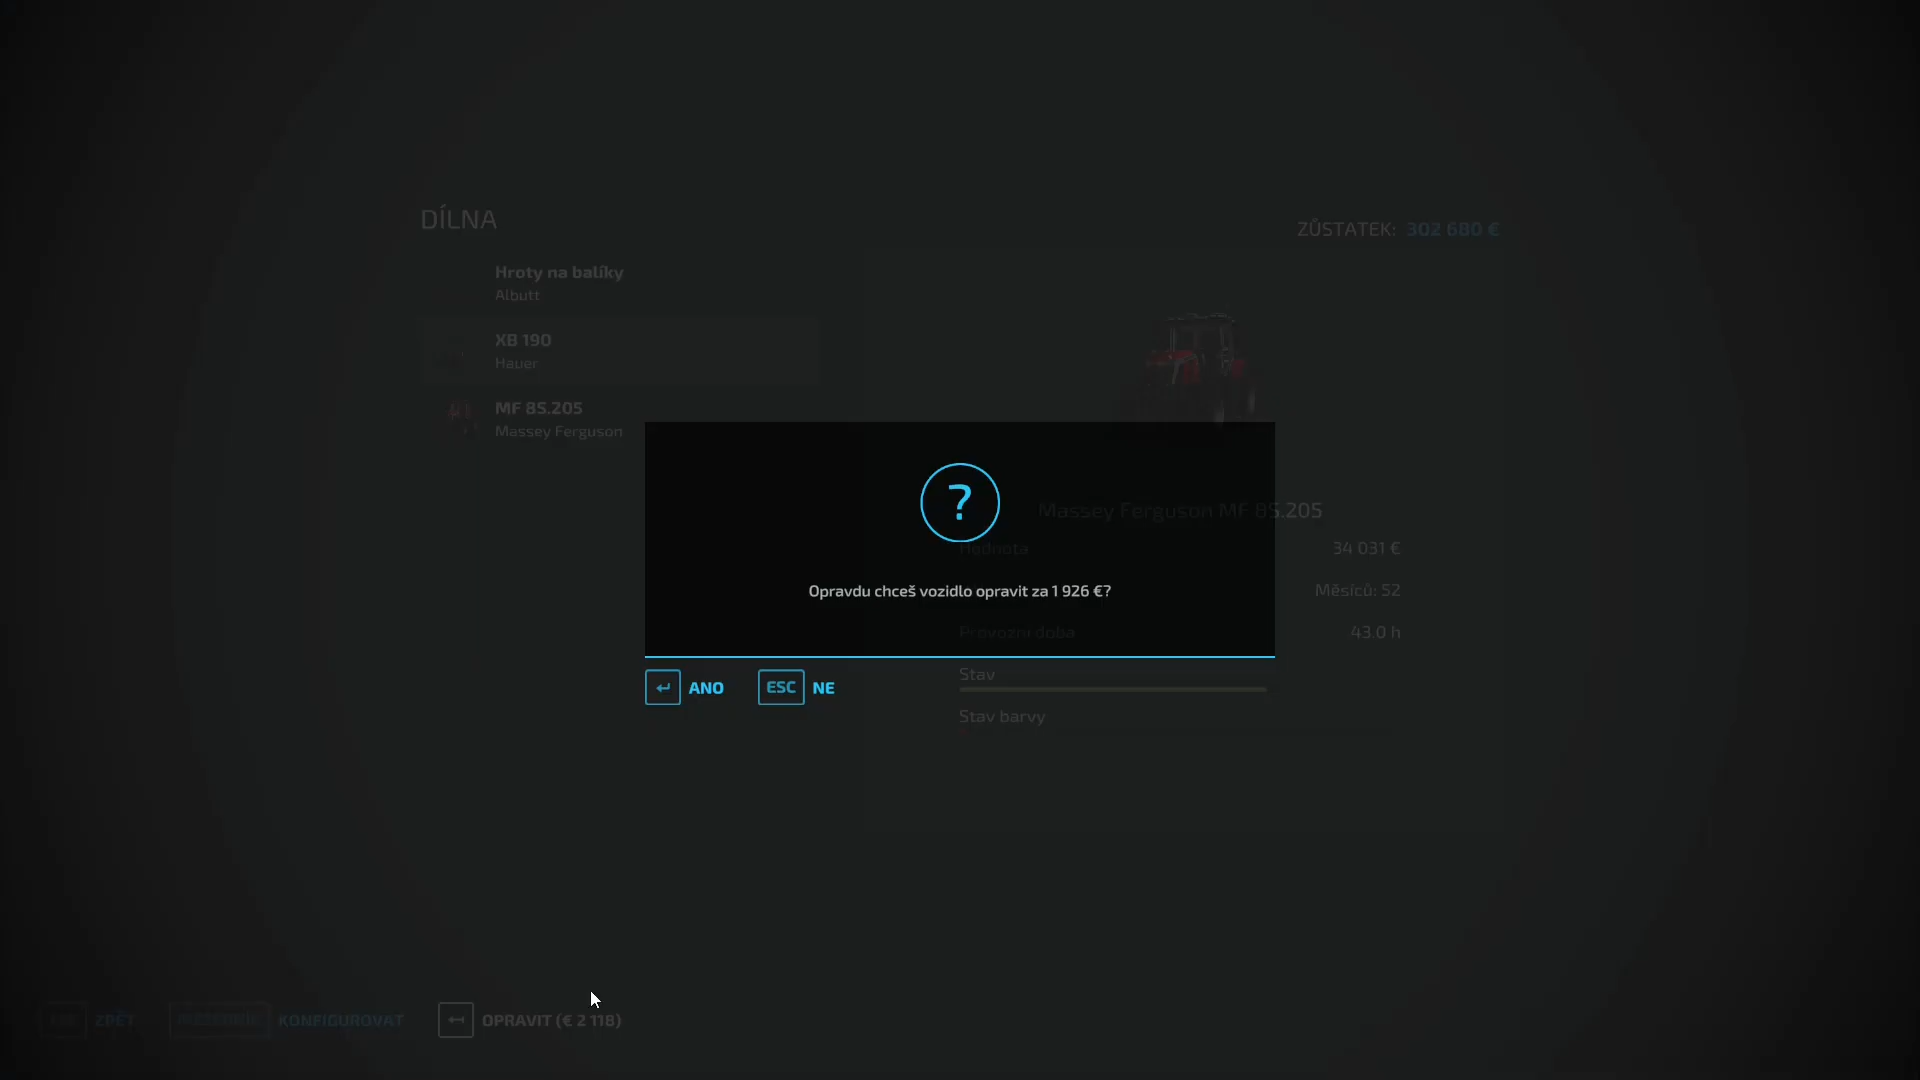 DÍLNA
ZŮSTATEK: 302 680 €
Hroty na balíky
Albutt
XB 190
Hauer
MF 8S.205
Massey Ferguson
?
Massey Ferguson MF 8S.205
Hodnota 34 031 €
Opravdu chceš vozidlo opravit za 1 926 €?
Měsíců: 52
Provozní doba 43.0 h
Stav
ANO
ESC NE
Stav barvy
ZPĚT
KONFIGUROVAT
OPRAVIT (€ 2 118)